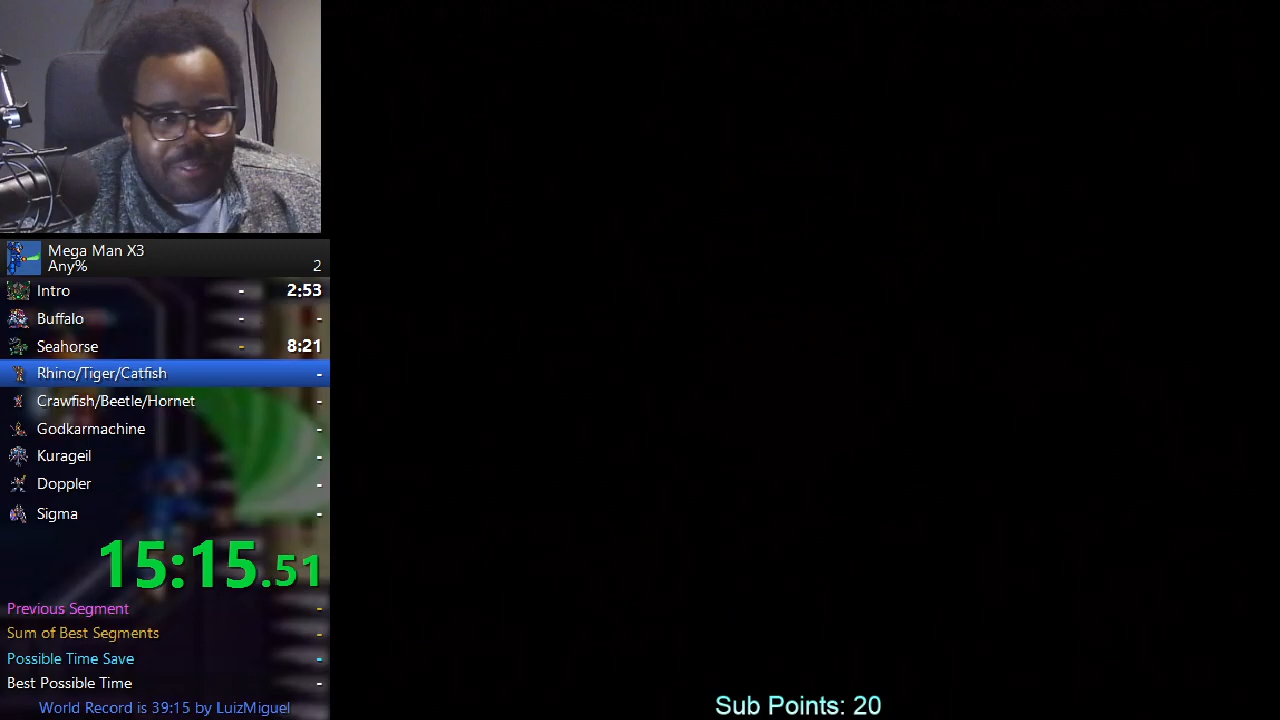 Mega Man X3
Any% 2
Intro - 2:53
Buffalo - -
Seahorse - 8:21
Rhino/Tiger/Catfish -
Crawfish/Beetle/Hornet -
Godkarmachine -
Kurageil -
Doppler -
Sigma -
15:15.51
Previous Segment -
Sum of Best Segments -
Possible Time Save -
Best Possible Time -
World Record is 39:15 by LuizMiguel
Sub Points: 20